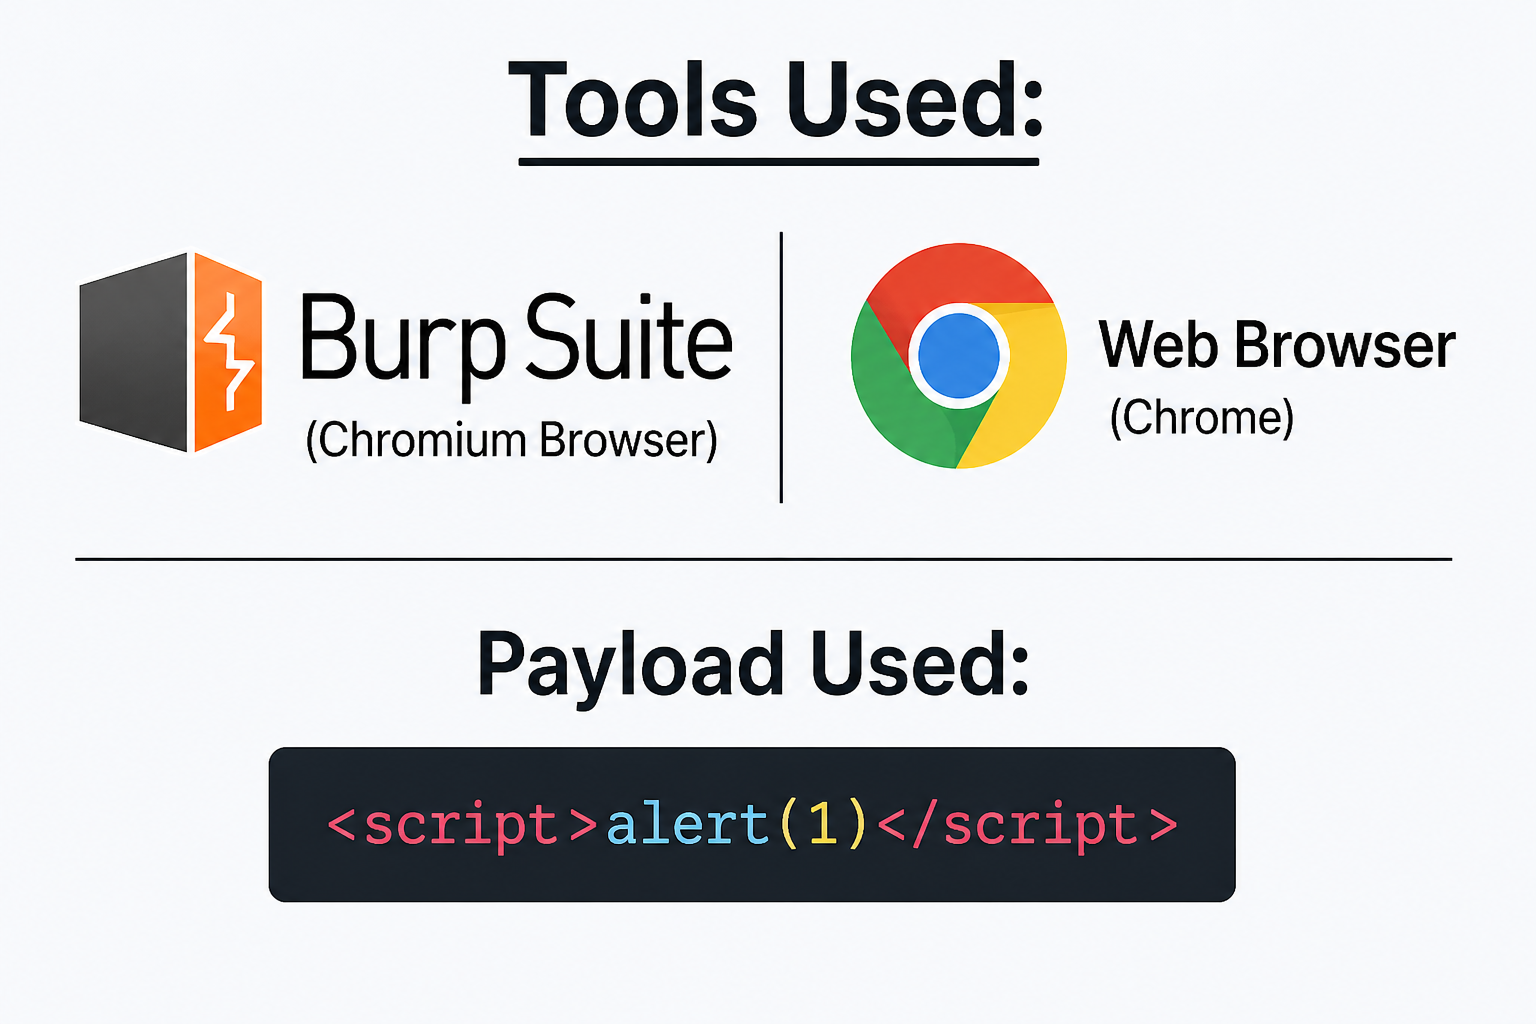 Tools Used:
Burp Suite
(Chromium Browser)
Web Browser
(Chrome)
Payload Used:
<script>alert(1)</script>